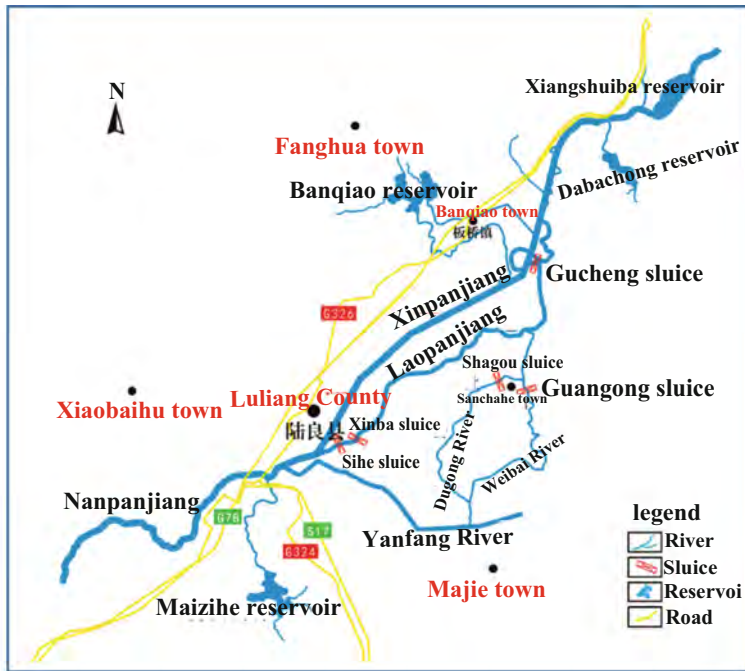 Xiangshuiba reservoir
N
Fanghua town
Dabachong reservoir
Banqiao reservoir
Banqiao town
板桥镇
Gucheng sluice
Xinpanjiang
G326
Laopanjiang
Shagou sluice
Guangong sluice
Sanchahe town
Xiaobaihu town
Luliang County
陆良县
Xinba sluice
Sihe sluice
Dugong River
Weibai River
Nanpanjiang
G78
S17
G324
Yanfang River
Maizihe reservoir
Majie town
legend
River
Sluice
Reservoi
Road